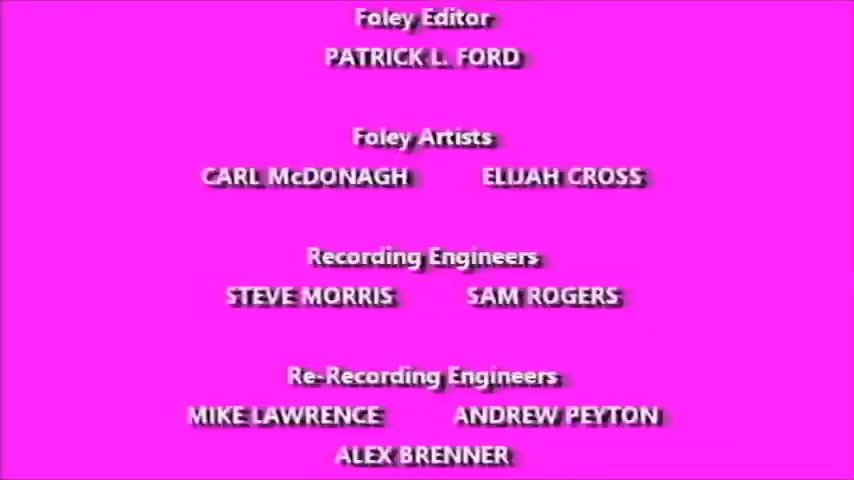 Foley Editor
PATRICK L. FORD
Foley Artists
CARL McDONAGH ELIJAH CROSS
Recording Engineers
STEVE MORRIS SAM ROGERS
Re-Recording Engineers
MIKE LAWRENCE ANDREW PEYTON
ALEX BRENNER